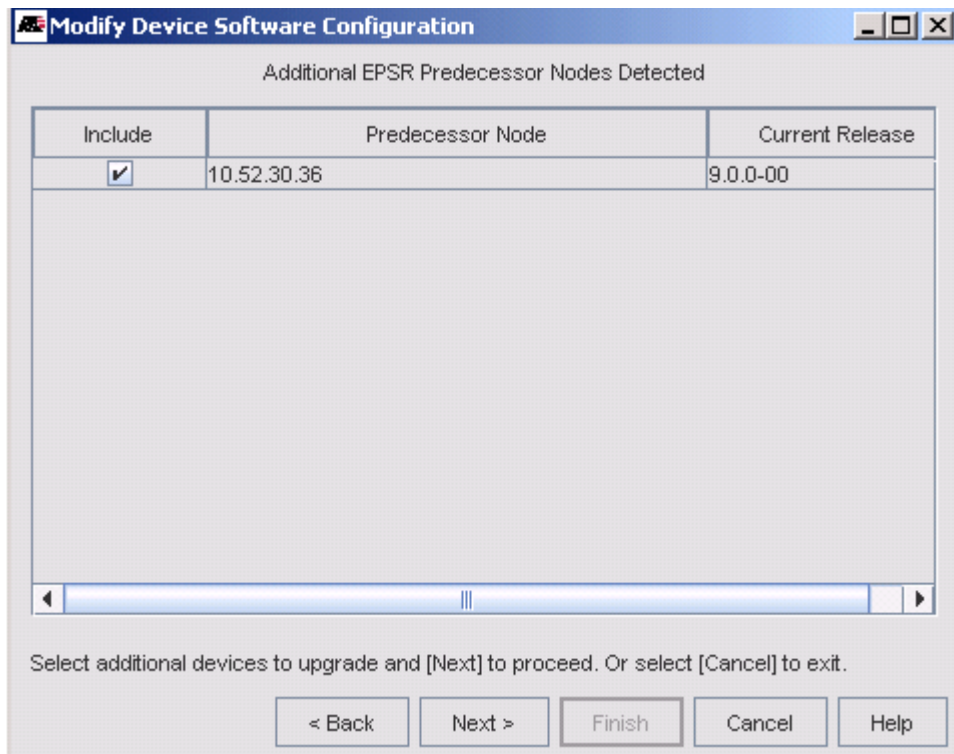 Modify Device Software Configuration
Additional EPSR Predecessor Nodes Detected
Include Predecessor Node Current Release
10.52.30.36 9.0.0-00
Select additional devices to upgrade and [Next] to proceed. Or select [Cancel] to exit.
< Back Next > Finish Cancel Help